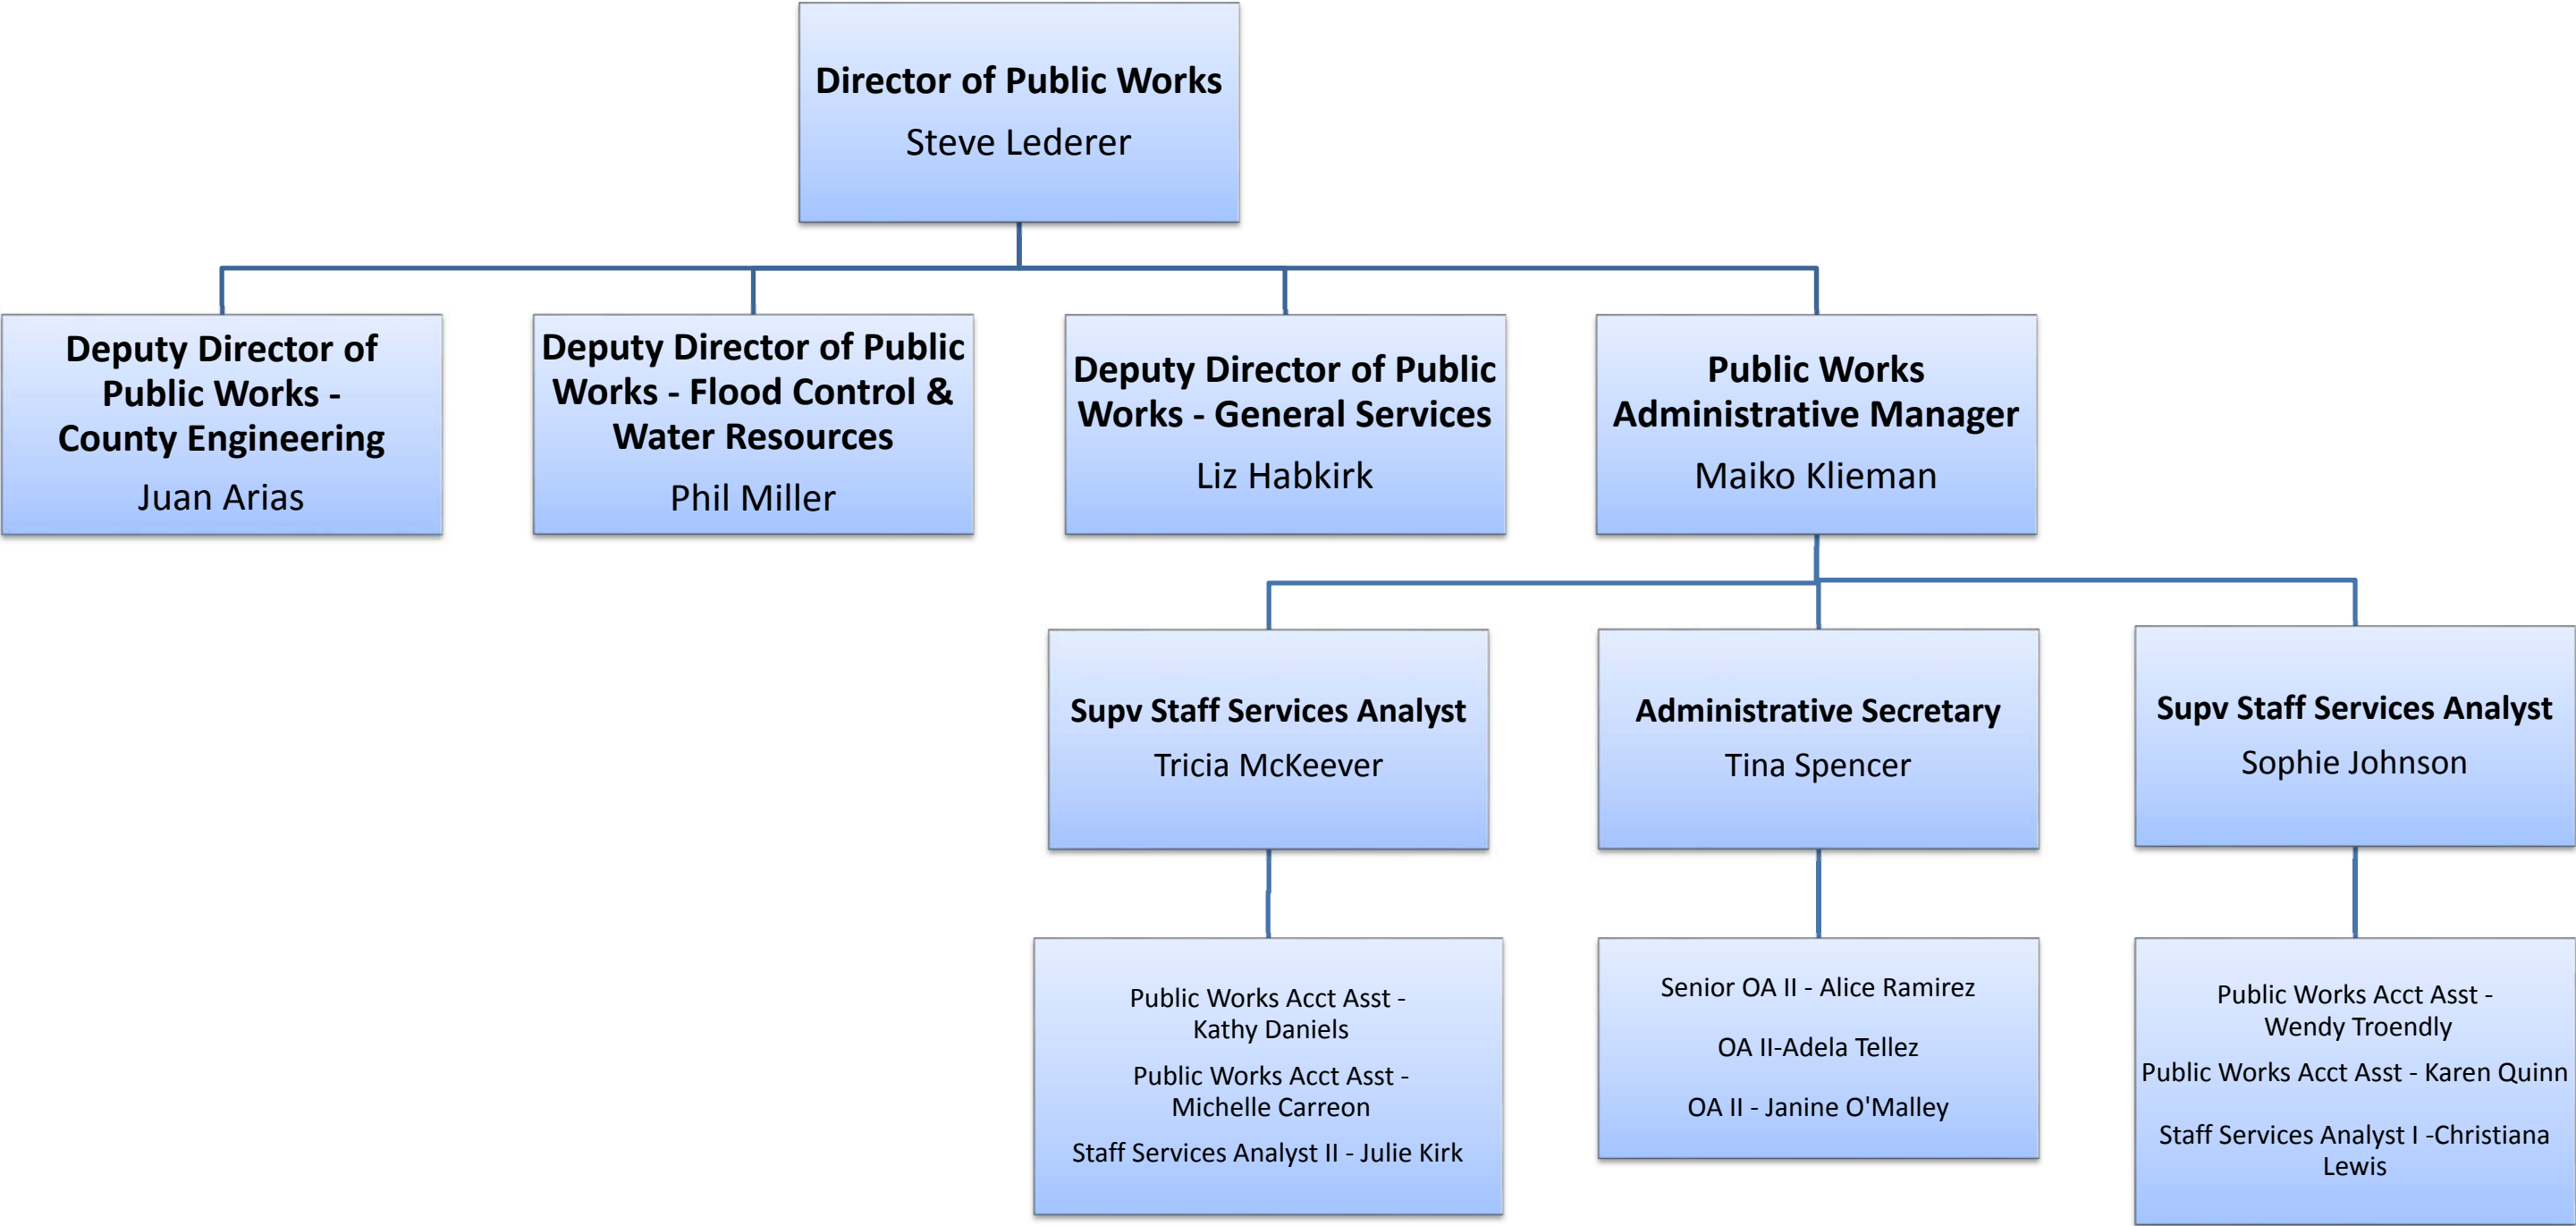 Director of Public Works
Steve Lederer
Deputy Director of
Public Works -
County Engineering
Juan Arias
Deputy Director of Public
Works - Flood Control &
Water Resources
Phil Miller
Deputy Director of Public
Works - General Services
Liz Habkirk
Public Works
Administrative Manager
Maiko Klieman
Supv Staff Services Analyst
Tricia McKeever
Administrative Secretary
Tina Spencer
Supv Staff Services Analyst
Sophie Johnson
Public Works Acct Asst -
Kathy Daniels
Public Works Acct Asst -
Michelle Carreon
Staff Services Analyst II - Julie Kirk
Senior OA II - Alice Ramirez
OA II-Adela Tellez
OA II - Janine O'Malley
Public Works Acct Asst -
Wendy Troendly
Public Works Acct Asst - Karen Quinn
Staff Services Analyst I -Christiana
Lewis